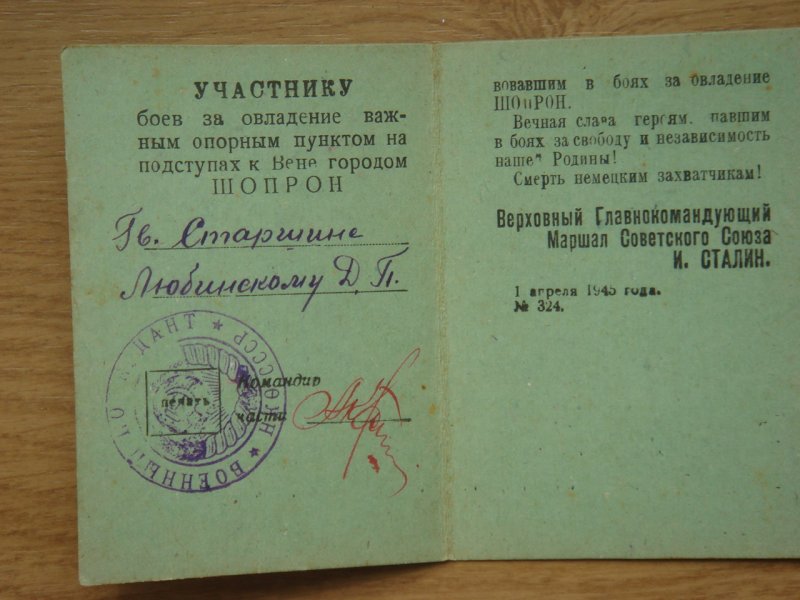 УЧАСТНИКУ
боев за овладение важ-
ным опорным пунктом на
подступах к Вене городом
ШОПРОН
Гв. Старшине
Любинскому Д. П.
ВОЕННЫЙ
печать
Командир
части
вовавшим в боях за овладение
ШОПРОН.
Вечная слава героям, павшим
в боях за свободу и независимость
нашей Родины!
Смерть немецким захватчикам!
Верховный Главнокомандующий
Маршал Советского Союза
И. СТАЛИН.
1 апреля 1945 года.
№ 324.